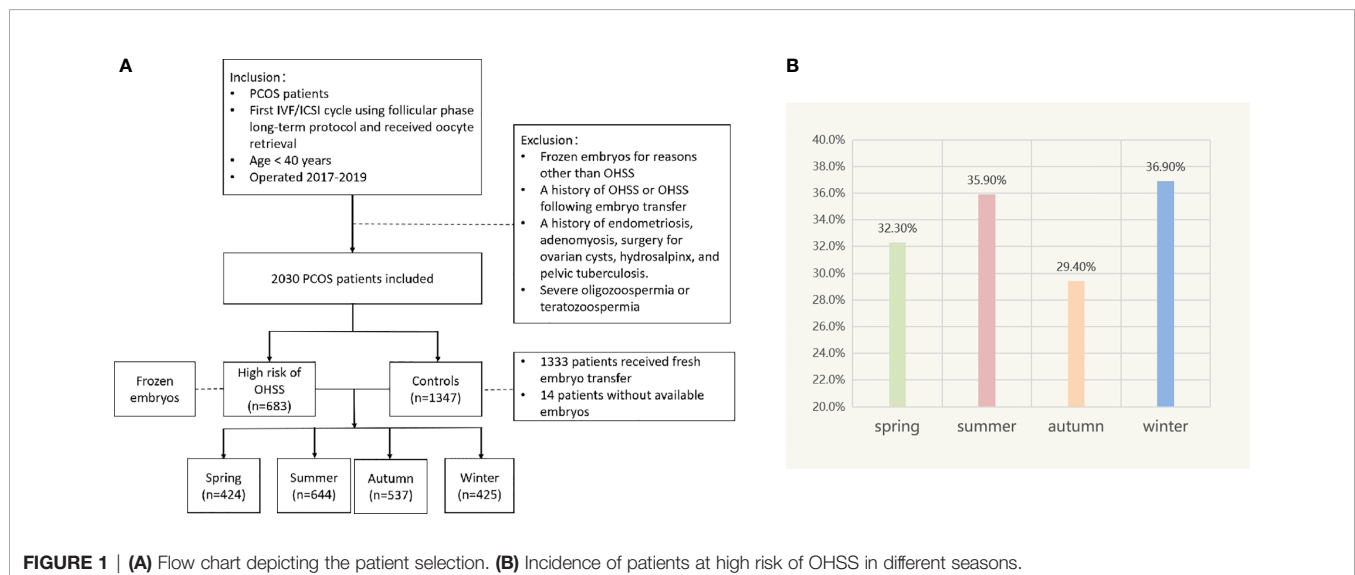 A
Inclusion：
• PCOS patients
• First IVF/ICSI cycle using follicular phase
long-term protocol and received oocyte
retrieval
• Age < 40 years
• Operated 2017-2019
Exclusion：
• Frozen embryos for reasons
other than OHSS
• A history of OHSS or OHSS
following embryo transfer
• A history of endometriosis,
adenomyosis, surgery for
ovarian cysts, hydrosalpinx, and
pelvic tuberculosis.
• Severe oligozoospermia or
teratozoospermia
2030 PCOS patients included
Frozen
embryos
High risk of
OHSS
(n=683)
Controls
(n=1347)
• 1333 patients received fresh
embryo transfer
• 14 patients without available
embryos
Spring
(n=424)
Summer
(n=644)
Autumn
(n=537)
Winter
(n=425)
B
40.0%
38.0%
36.0%
34.0%
32.0%
30.0%
28.0%
26.0%
24.0%
22.0%
20.0%
32.30%
35.90%
29.40%
36.90%
spring summer autumn winter
FIGURE 1 | (A) Flow chart depicting the patient selection. (B) Incidence of patients at high risk of OHSS in different seasons.